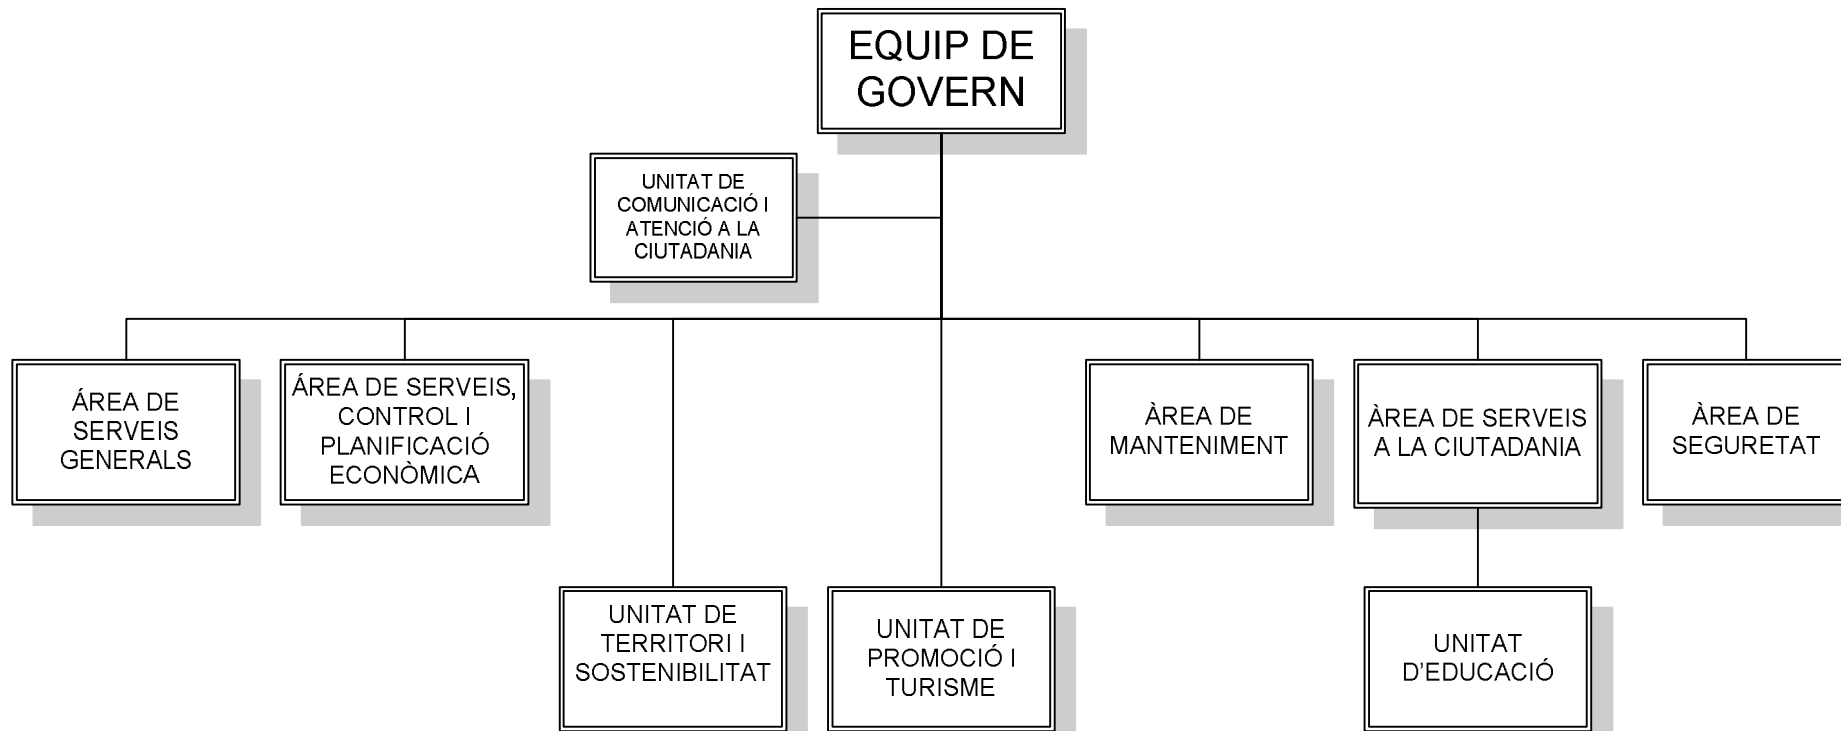 EQUIP DE
GOVERN
UNITAT DE
COMUNICACIÓ I
ATENCIÓ A LA
CIUTADANIA
ÁREA DE
SERVEIS
GENERALS
ÁREA DE SERVEIS,
CONTROL I
PLANIFICACIÓ
ECONÒMICA
ÀREA DE
MANTENIMENT
ÀREA DE SERVEIS
A LA CIUTADANIA
ÀREA DE
SEGURETAT
UNITAT DE
TERRITORI I
SOSTENIBILITAT
UNITAT DE
PROMOCIÓ I
TURISME
UNITAT
D'EDUCACIÓ